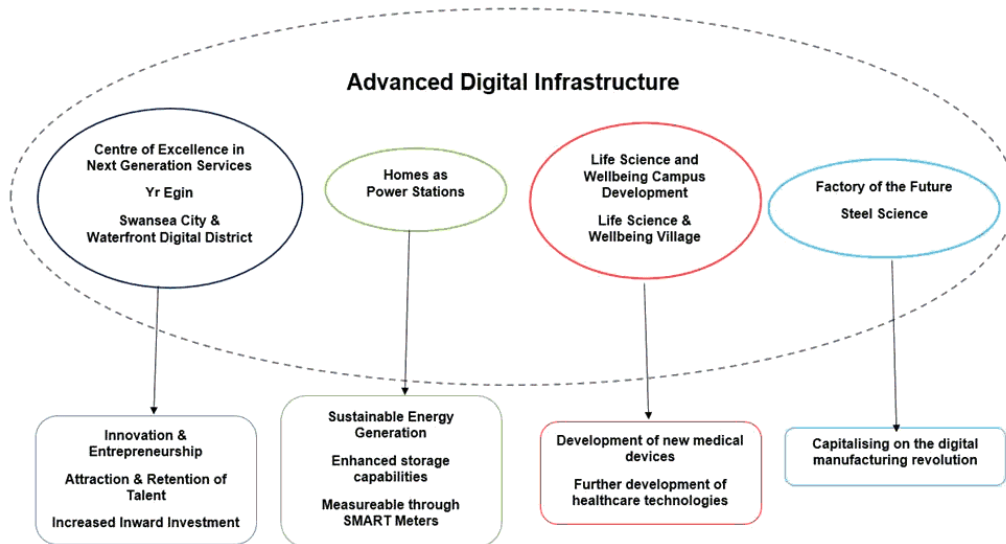 Advanced Digital Infrastructure
Centre of Excellence in
Next Generation Services
Yr Egin
Swansea City &
Waterfront Digital District
Homes as
Power Stations
Life Science and
Wellbeing Campus
Development
Life Science &
Wellbeing Village
Factory of the Future
Steel Science
Innovation &
Entrepreneurship
Attraction & Retention of
Talent
Increased Inward Investment
Sustainable Energy
Generation
Enhanced storage
capabilities
Measureable through
SMART Meters
Development of new medical
devices
Further development of
healthcare technologies
Capitalising on the digital
manufacturing revolution